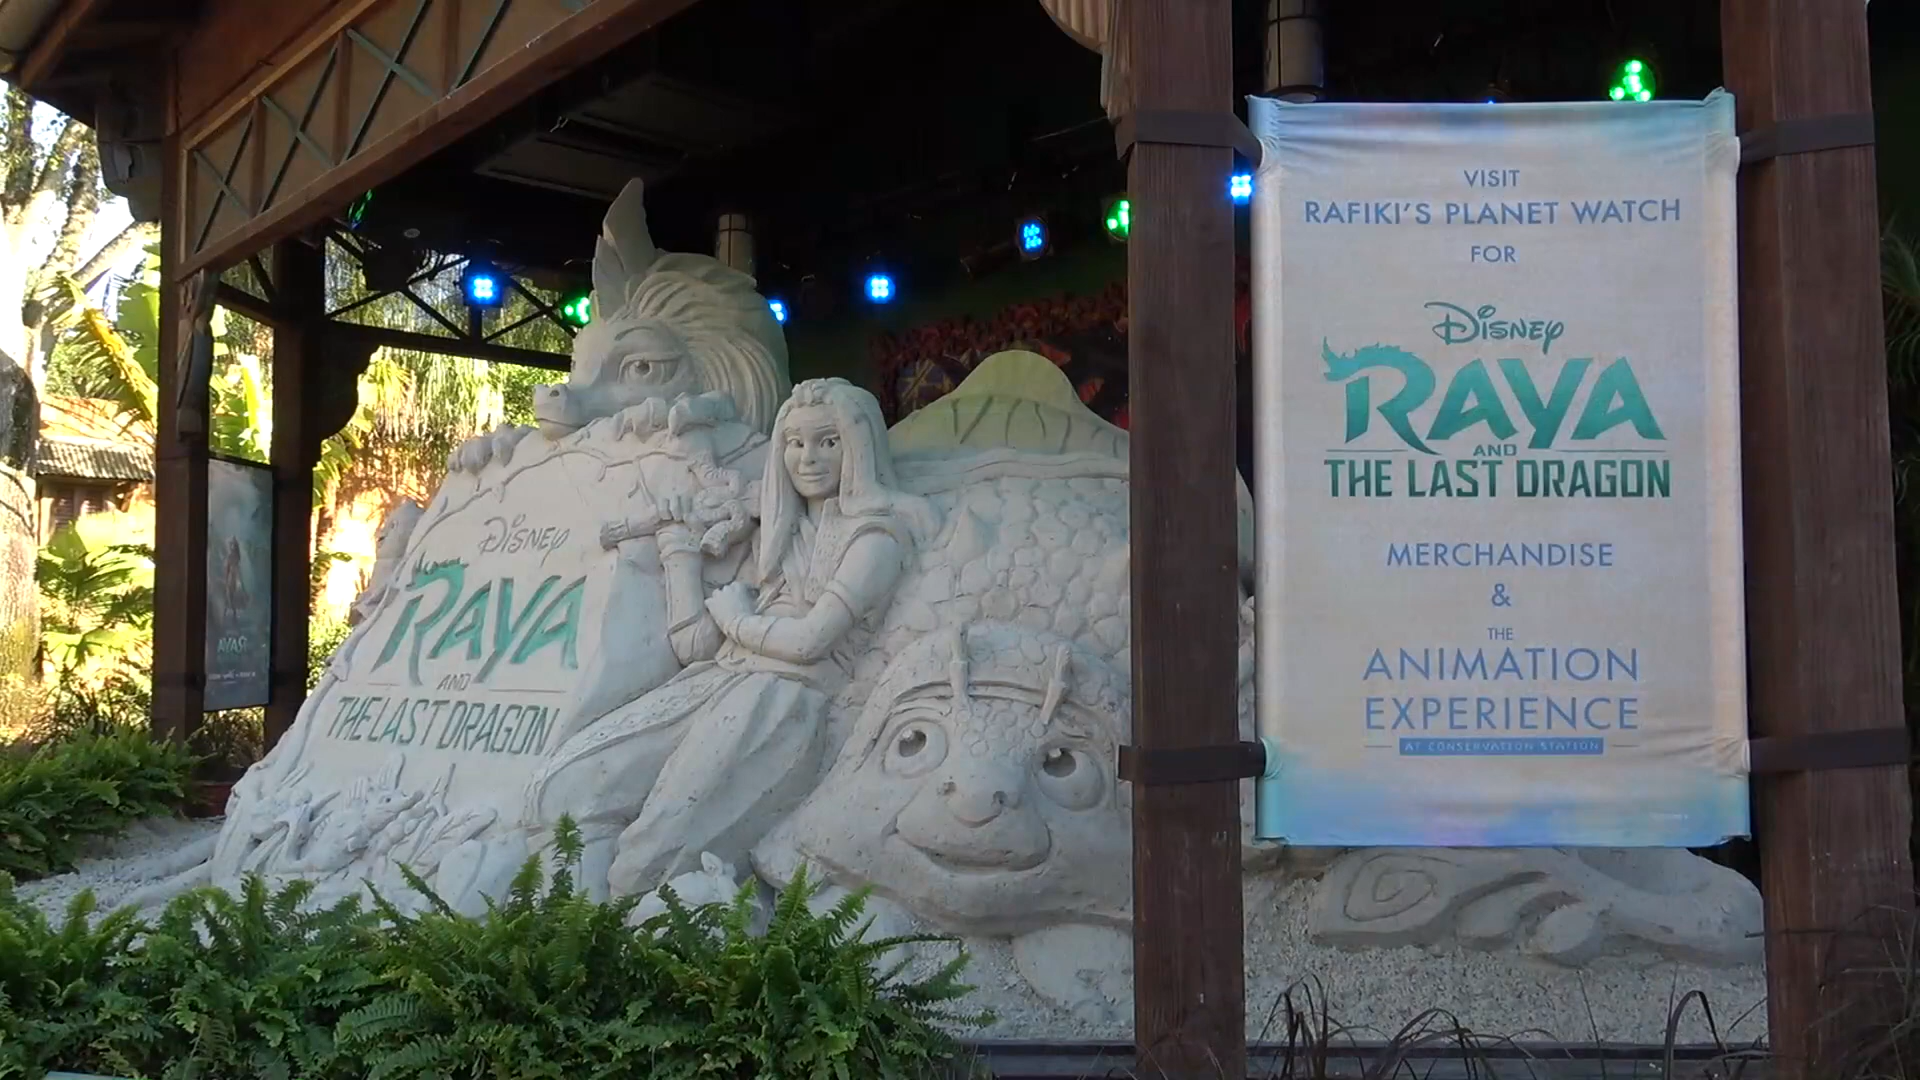 DISNEY
RAYA
AND
THE LAST DRAGON
VISIT
RAFIKI'S PLANET WATCH
FOR
DISNEY
RAYA
AND
THE LAST DRAGON
MERCHANDISE
&
THE
ANIMATION
EXPERIENCE
AT CONSERVATION STATION